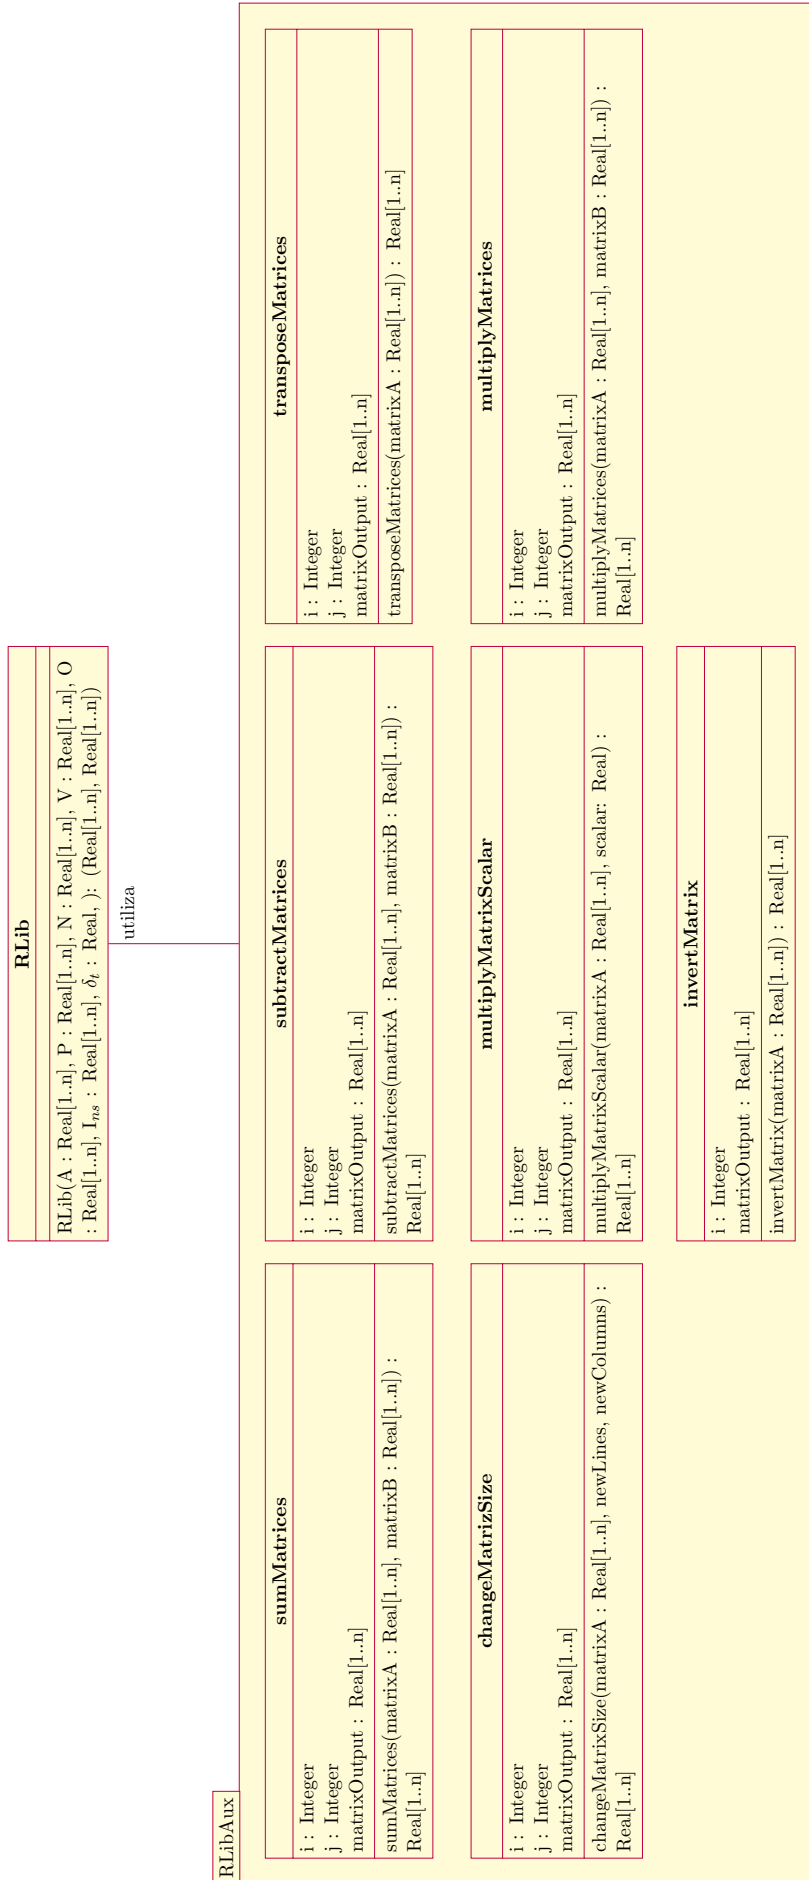 RLib
RLib(A : Real[1..n], P : Real[1..n], N : Real[1..n], V : Real[1..n], O
: Real[1..n], I_{ns} : Real[1..n], δ_t : Real, ): (Real[1..n], Real[1..n])
utiliza
RLibAux
sumMatrices
i : Integer
j : Integer
matrixOutput : Real[1..n]
sumMatrices(matrixA : Real[1..n], matrixB : Real[1..n]) :
Real[1..n]
subtractMatrices
i : Integer
j : Integer
matrixOutput : Real[1..n]
subtractMatrices(matrixA : Real[1..n], matrixB : Real[1..n]) :
Real[1..n]
transposeMatrices
i : Integer
j : Integer
matrixOutput : Real[1..n]
transposeMatrices(matrixA : Real[1..n]) : Real[1..n]
changeMatrizSize
i : Integer
j : Integer
matrixOutput : Real[1..n]
changeMatrixSize(matrixA : Real[1..n], newLines, newColumns) :
Real[1..n]
multiplyMatrixScalar
i : Integer
j : Integer
matrixOutput : Real[1..n]
multiplyMatrixScalar(matrixA : Real[1..n], scalar: Real) :
Real[1..n]
multiplyMatrices
i : Integer
j : Integer
matrixOutput : Real[1..n]
multiplyMatrices(matrixA : Real[1..n], matrixB : Real[1..n]) :
Real[1..n]
invertMatrix
i : Integer
matrixOutput : Real[1..n]
invertMatrix(matrixA : Real[1..n]) : Real[1..n]